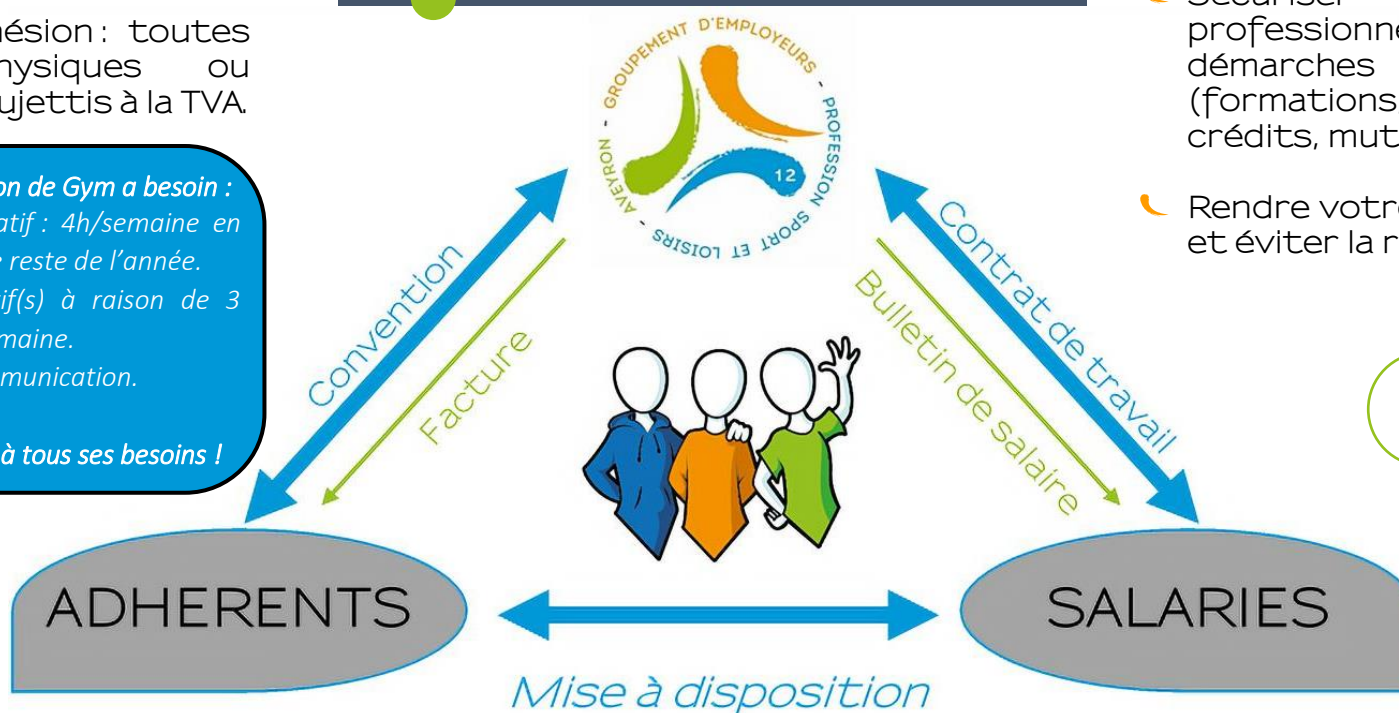 hésion : toutes
hysiques ou
ujettis à la TVA.
on de Gym a besoin :
atif : 4h/semaine en
e reste de l'année.
if(s) à raison de 3
maine.
mmunication.
à tous ses besoins !
AVEYRON - GROUPEMENT D'EMPLOYEURS - PROFESSION SPORT ET LOISIRS -
12
Convention
Facture
Contrat de travail
Bulletin de salaire
ADHERENTS
SALARIES
Mise à disposition
Sécuriser
professionne
démarches
(formations
crédits, mut
Rendre votre
et éviter la r